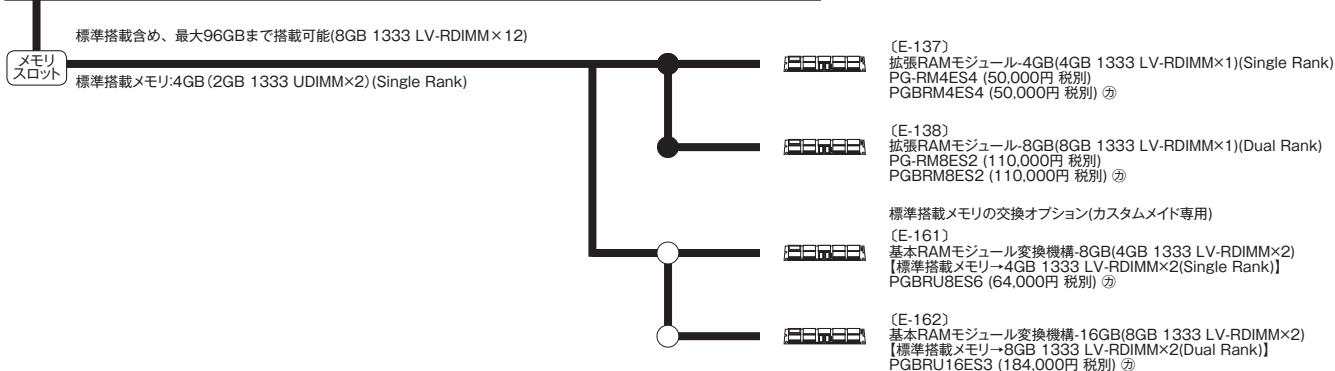 標準搭載含め、最大96GBまで搭載可能(8GB 1333 LV-RDIMM×12)
メモリ
スロット
標準搭載メモリ:4GB(2GB 1333 UDIMM×2)(Single Rank)
〔E-137〕
拡張RAMモジュール-4GB(4GB 1333 LV-RDIMM×1)(Single Rank)
PG-RM4ES4 (50,000円 税別)
PGBRM4ES4 (50,000円 税別) ㋕
〔E-138〕
拡張RAMモジュール-8GB(8GB 1333 LV-RDIMM×1)(Dual Rank)
PG-RM8ES2 (110,000円 税別)
PGBRM8ES2 (110,000円 税別) ㋕
標準搭載メモリの交換オプション(カスタムメイド専用)
〔E-161〕
基本RAMモジュール変換機構-8GB(4GB 1333 LV-RDIMM×2)
【標準搭載メモリ→4GB 1333 LV-RDIMM×2(Single Rank)】
PGBRU8ES6 (64,000円 税別) ㋕
〔E-162〕
基本RAMモジュール変換機構-16GB(8GB 1333 LV-RDIMM×2)
【標準搭載メモリ→8GB 1333 LV-RDIMM×2(Dual Rank)】
PGBRU16ES3 (184,000円 税別) ㋕